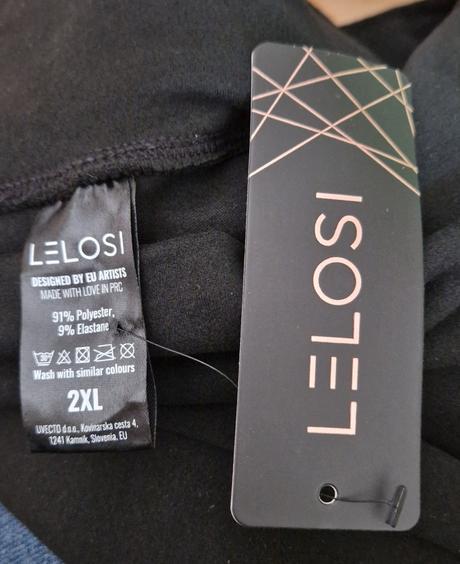 LELOSI
DESIGNED BY EU ARTISTS
MADE WITH LOVE IN PRC
91% Polyester,
9% Elastane
30
Wash with similar colours
2XL
UVECTO d.o.o., Kovinarska cesta 4,
1241 Kamnik, Slovenia, EU
LELOSI